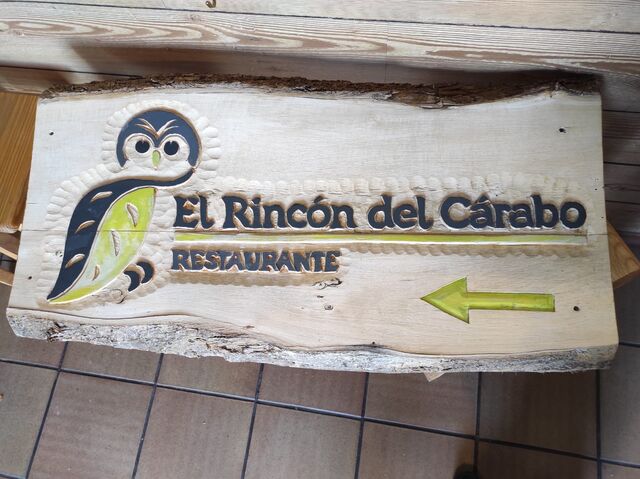 El Rincón del Cárabo
RESTAURANTE